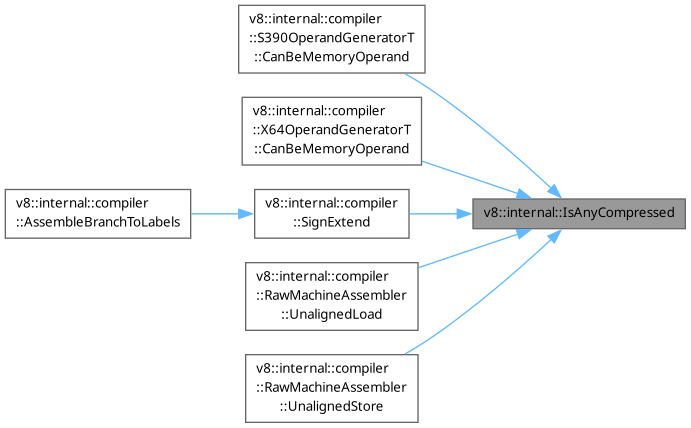 v8::internal::compiler
::S390OperandGeneratorT
::CanBeMemoryOperand
v8::internal::compiler
::X64OperandGeneratorT
::CanBeMemoryOperand
v8::internal::compiler
::AssembleBranchToLabels
v8::internal::compiler
::SignExtend
v8::internal::IsAnyCompressed
v8::internal::compiler
::RawMachineAssembler
::UnalignedLoad
v8::internal::compiler
::RawMachineAssembler
::UnalignedStore